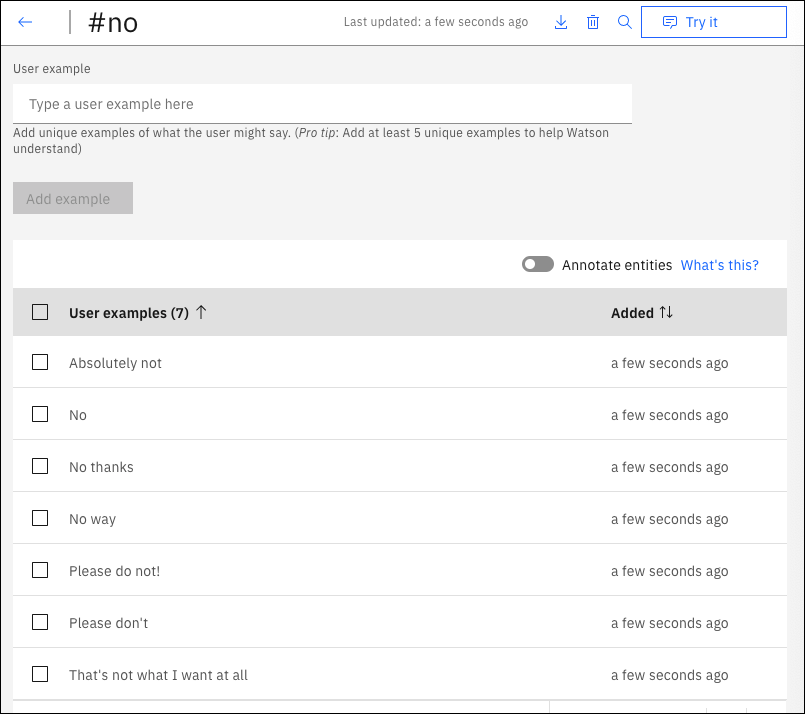 #no
Last updated: a few seconds ago
Try it
User example
Type a user example here
Add unique examples of what the user might say. (Pro tip: Add at least 5 unique examples to help Watson
understand)
Add example
Annotate entities What's this?
User examples (7) Added
Absolutely not a few seconds ago
No a few seconds ago
No thanks a few seconds ago
No way a few seconds ago
Please do not! a few seconds ago
Please don't a few seconds ago
That's not what I want at all a few seconds ago